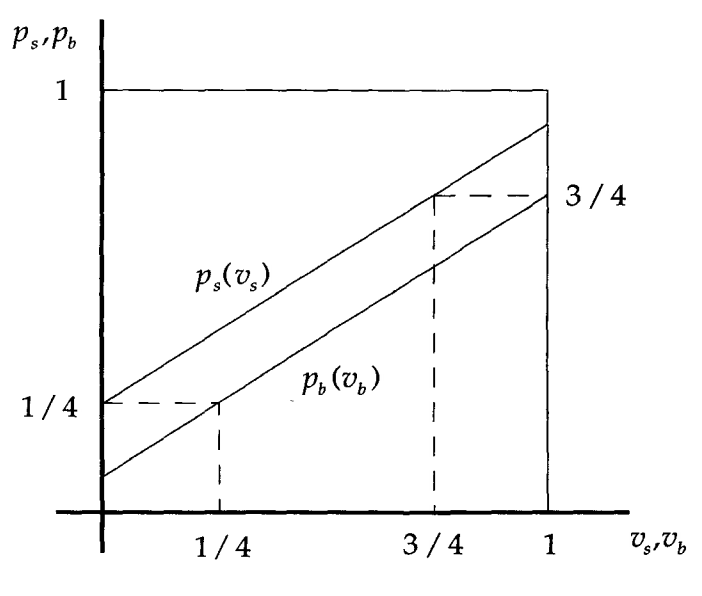 p_s,p_b
1
3/4
p_s(v_s)
p_b(v_b)
1/4
1/4
3/4
1
v_s,v_b